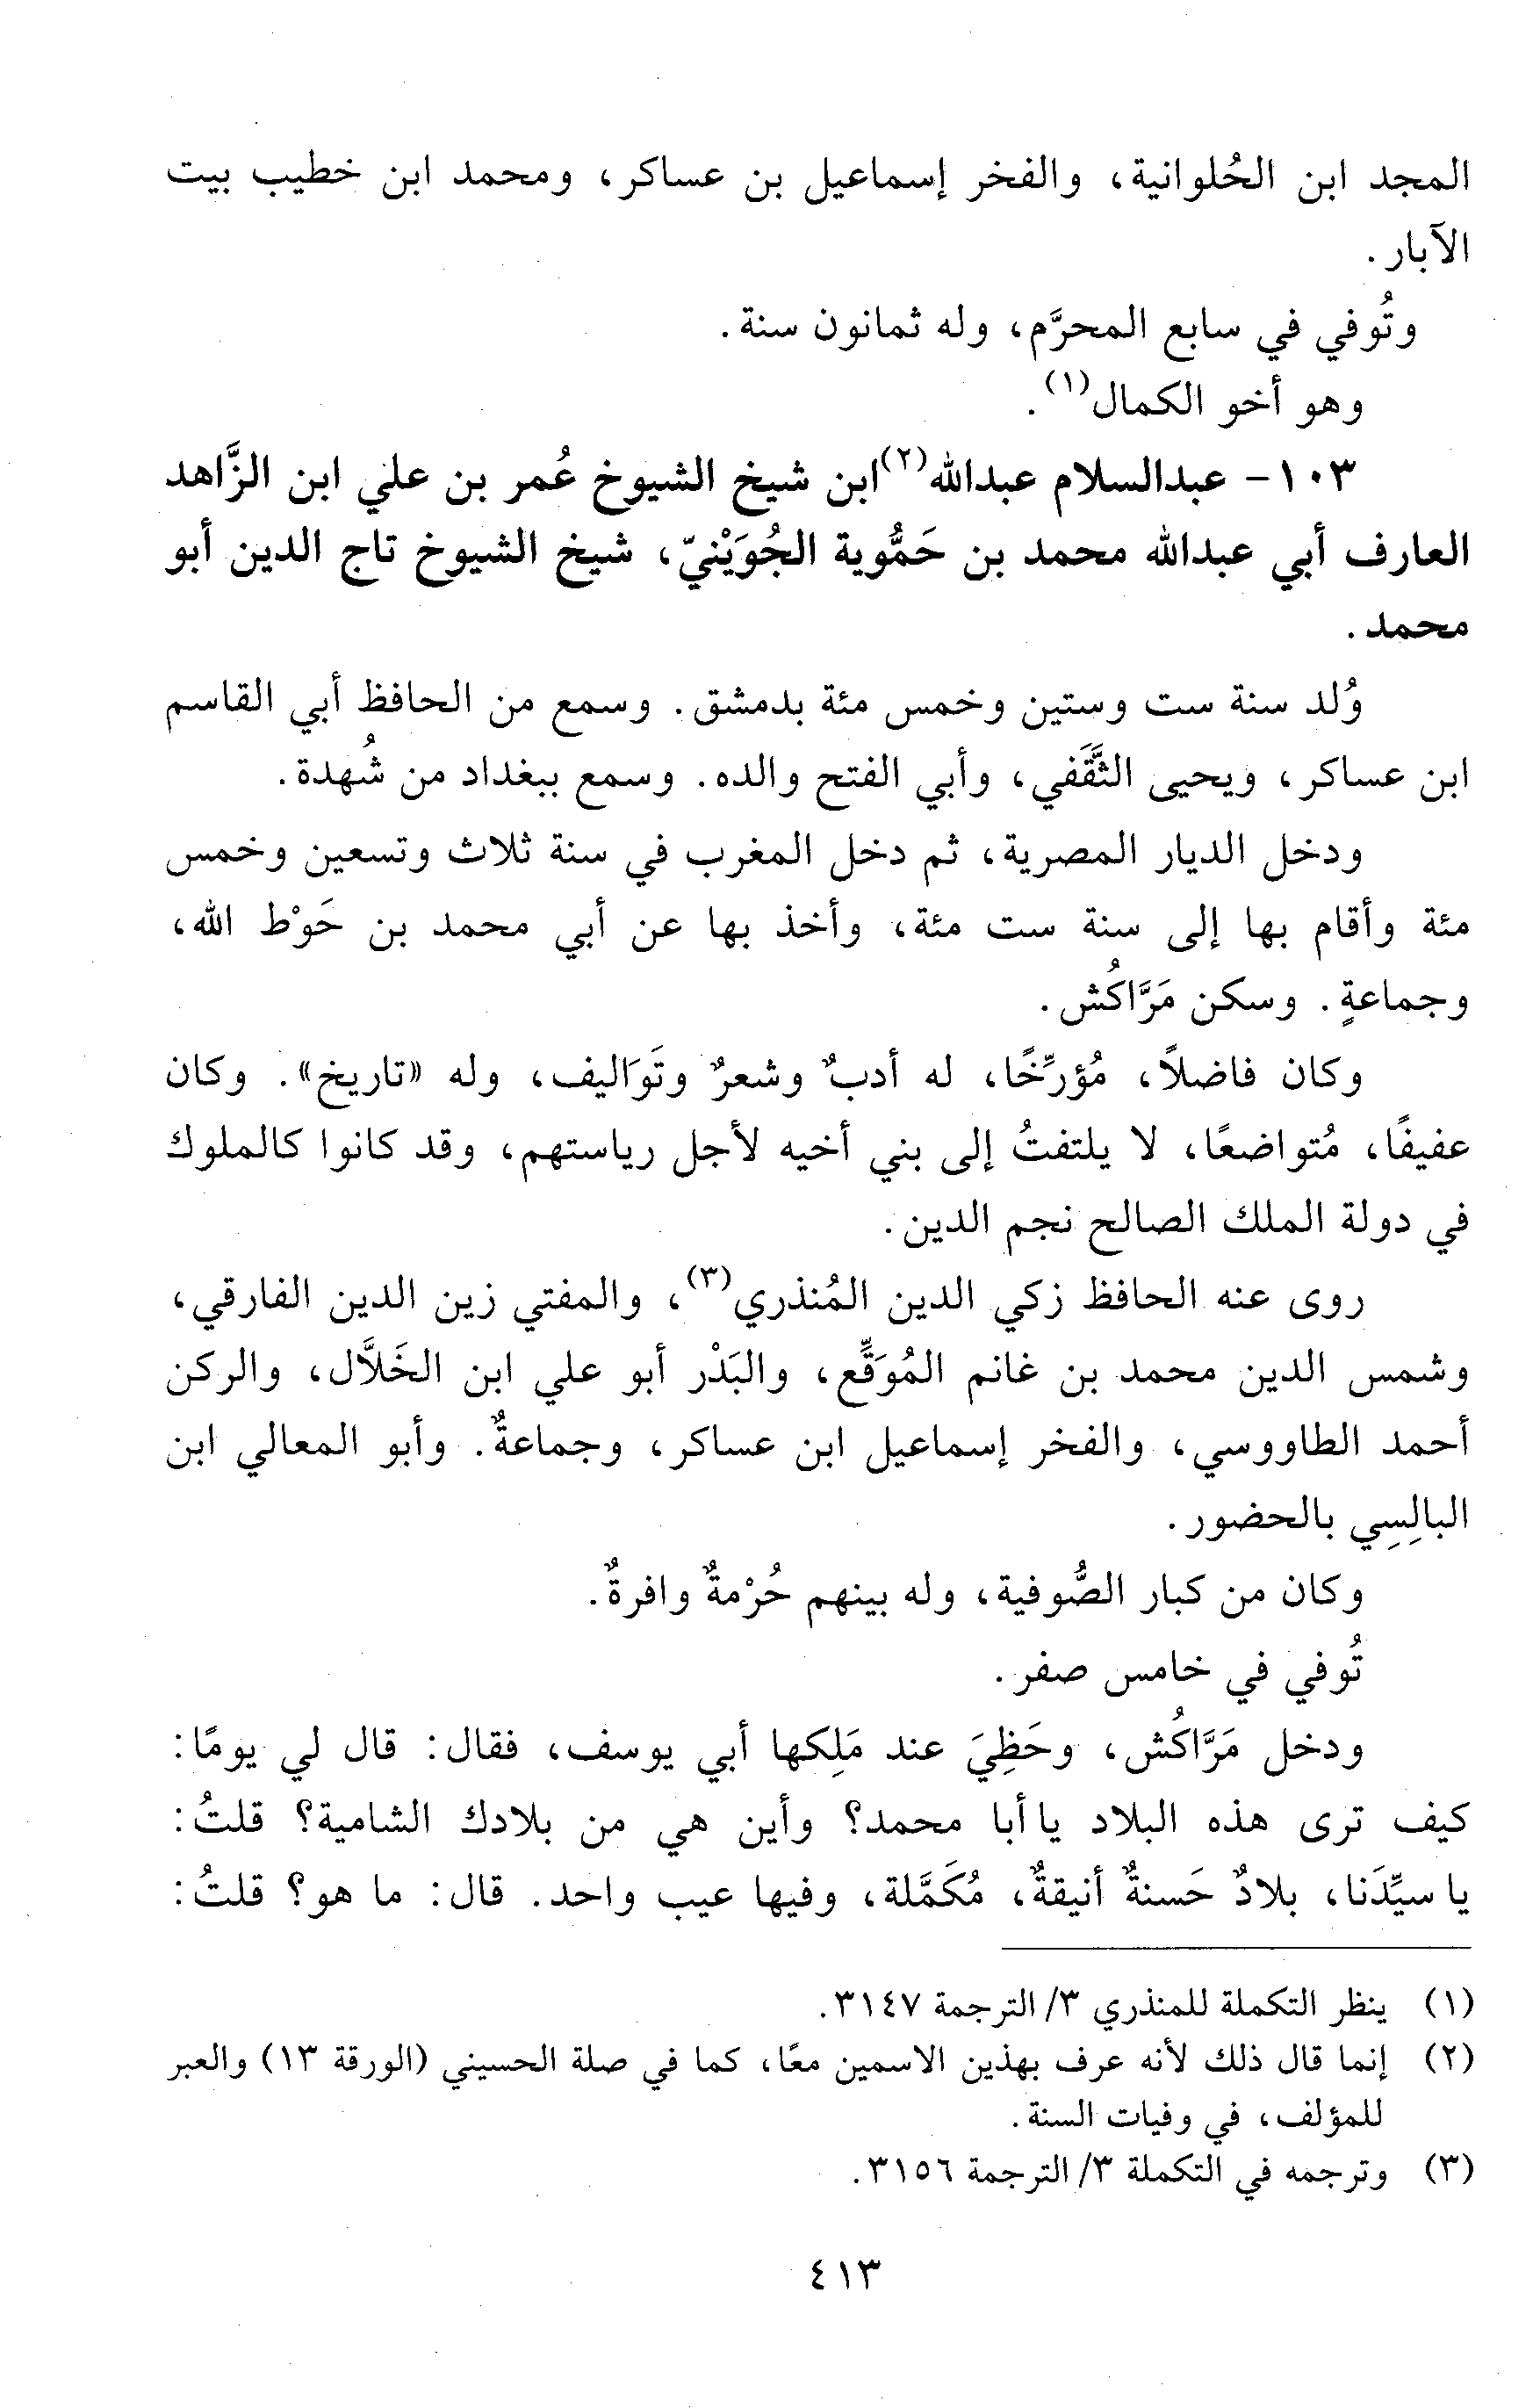 المجد ابن الحُلوانية، والفخر إسماعيل بن عساكر، ومحمد ابن خطيب بيت
الآبار.
وتُوفي في سابع المحرَّم، وله ثمانون سنة.
وهو أخو الكمال(١).
١٠٣- عبدالسلام عبدالله(٢)ابن شيخ الشيوخ عُمر بن علي ابن الزَّاهد
العارف أبي عبدالله محمد بن حَمُّوية الجُوَيْنيّ، شيخ الشيوخ تاج الدين أبو
محمد.
وُلد سنة ست وستين وخمس مئة بدمشق. وسمع من الحافظ أبي القاسم
ابن عساكر، ويحيى الثَّقَفي، وأبي الفتح والده. وسمع ببغداد من شُهدة.
ودخل الديار المصرية، ثم دخل المغرب في سنة ثلاث وتسعين وخمس
مئة وأقام بها إلى سنة ست مئة، وأخذ بها عن أبي محمد بن حَوْط الله،
وجماعةٍ. وسكن مَرَّاكُش.
وكان فاضلاً، مُؤرِّخًا، له أدبٌ وشعرٌ وتَوَاليف، وله «تاريخ». وكان
عفيفًا، مُتواضعًا، لا يلتفتُ إلى بني أخيه لأجل رياستهم، وقد كانوا كالملوك
في دولة الملك الصالح نجم الدين.
روى عنه الحافظ زكي الدين المُنذري(٣)، والمفتي زين الدين الفارقي،
وشمس الدين محمد بن غانم المُوَقِّع، والبَدْر أبو علي ابن الخَلاَّل، والركن
أحمد الطاووسي، والفخر إسماعيل ابن عساكر، وجماعةٌ. وأبو المعالي ابن
البالِسِي بالحضور.
وكان من كبار الصُّوفية، وله بينهم حُرْمةٌ وافرةٌ.
تُوفي في خامس صفر.
ودخل مَرَّاكُش، وحَظِيَ عند مَلِكها أبي يوسف، فقال: قال لي يومًا:
كيف ترى هذه البلاد يا أبا محمد؟ وأين هي من بلادك الشامية؟ قلتُ:
يا سيِّدَنا، بلادٌ حَسنةٌ أنيقةٌ، مُكَمَّلة، وفيها عيب واحد. قال: ما هو؟ قلتُ:
(١) ينظر التكملة للمنذري ٣/ الترجمة ٣١٤٧.
(٢) إنما قال ذلك لأنه عرف بهذين الاسمين معًا، كما في صلة الحسيني (الورقة ١٣) والعبر
للمؤلف، في وفيات السنة.
(٣) وترجمه في التكملة ٣/ الترجمة ٣١٥٦.
٤١٣